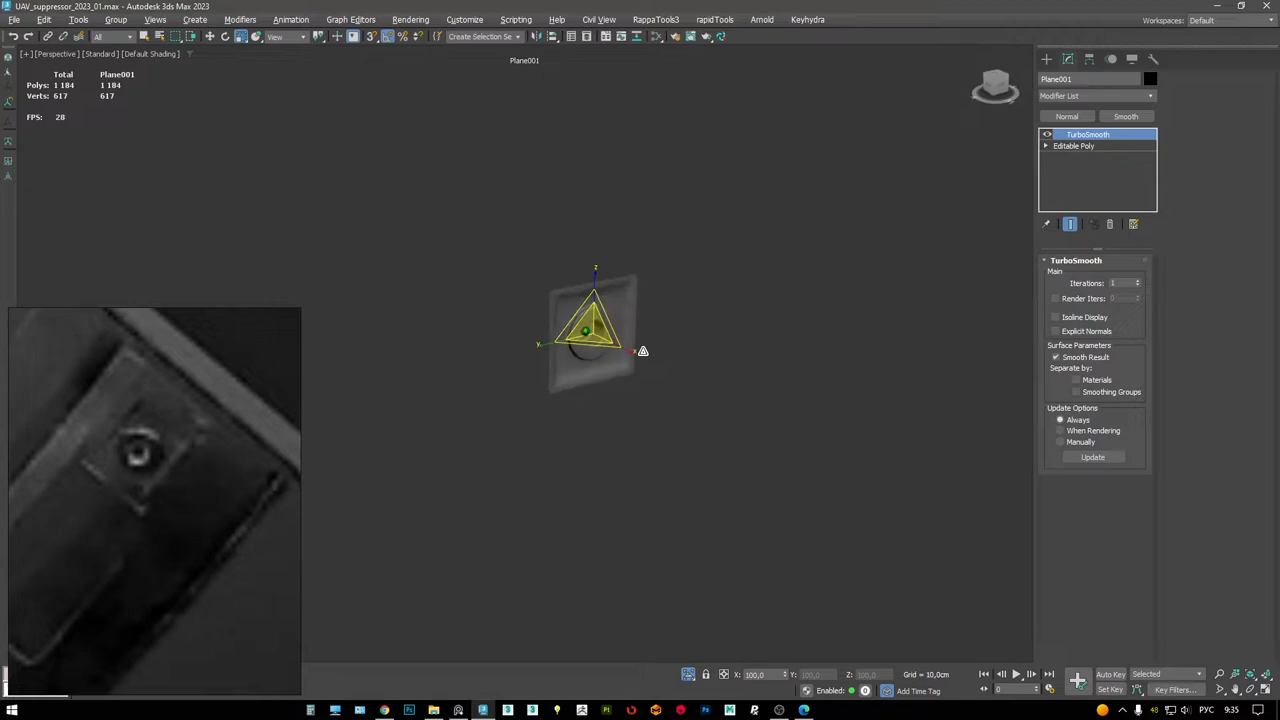 UAV_suppressor_2023_01.max - Autodesk 3ds Max 2023
File Edit Tools Group Views Create Modifiers Animation Graph Editors Rendering Customize Scripting Help Civil View RappaTools3 rapidTools Arnold Keyhydra
Workspaces: Default
All View Create Selection Se
[+] [Perspective] [Standard] [Default Shading]
Plane001
Total Plane001
Polys: 1 184 1 184
Verts: 617 617
FPS: 28
Plane001
Modifier List
Normal Smooth
TurboSmooth
Editable Poly
TurboSmooth
Main
Iterations: 1
Render Iters: 0
Isoline Display
Explicit Normals
Surface Parameters
Smooth Result
Separate by:
Materials
Smoothing Groups
Update Options
Always
When Rendering
Manually
Update
z
y
x
X: 100,0 Y: 100,0 Z: 100,0 Grid = 10,0cm
Auto Key Selected
Enabled: Add Time Tag
0
Set Key Key Filters...
48 РУС 9:35